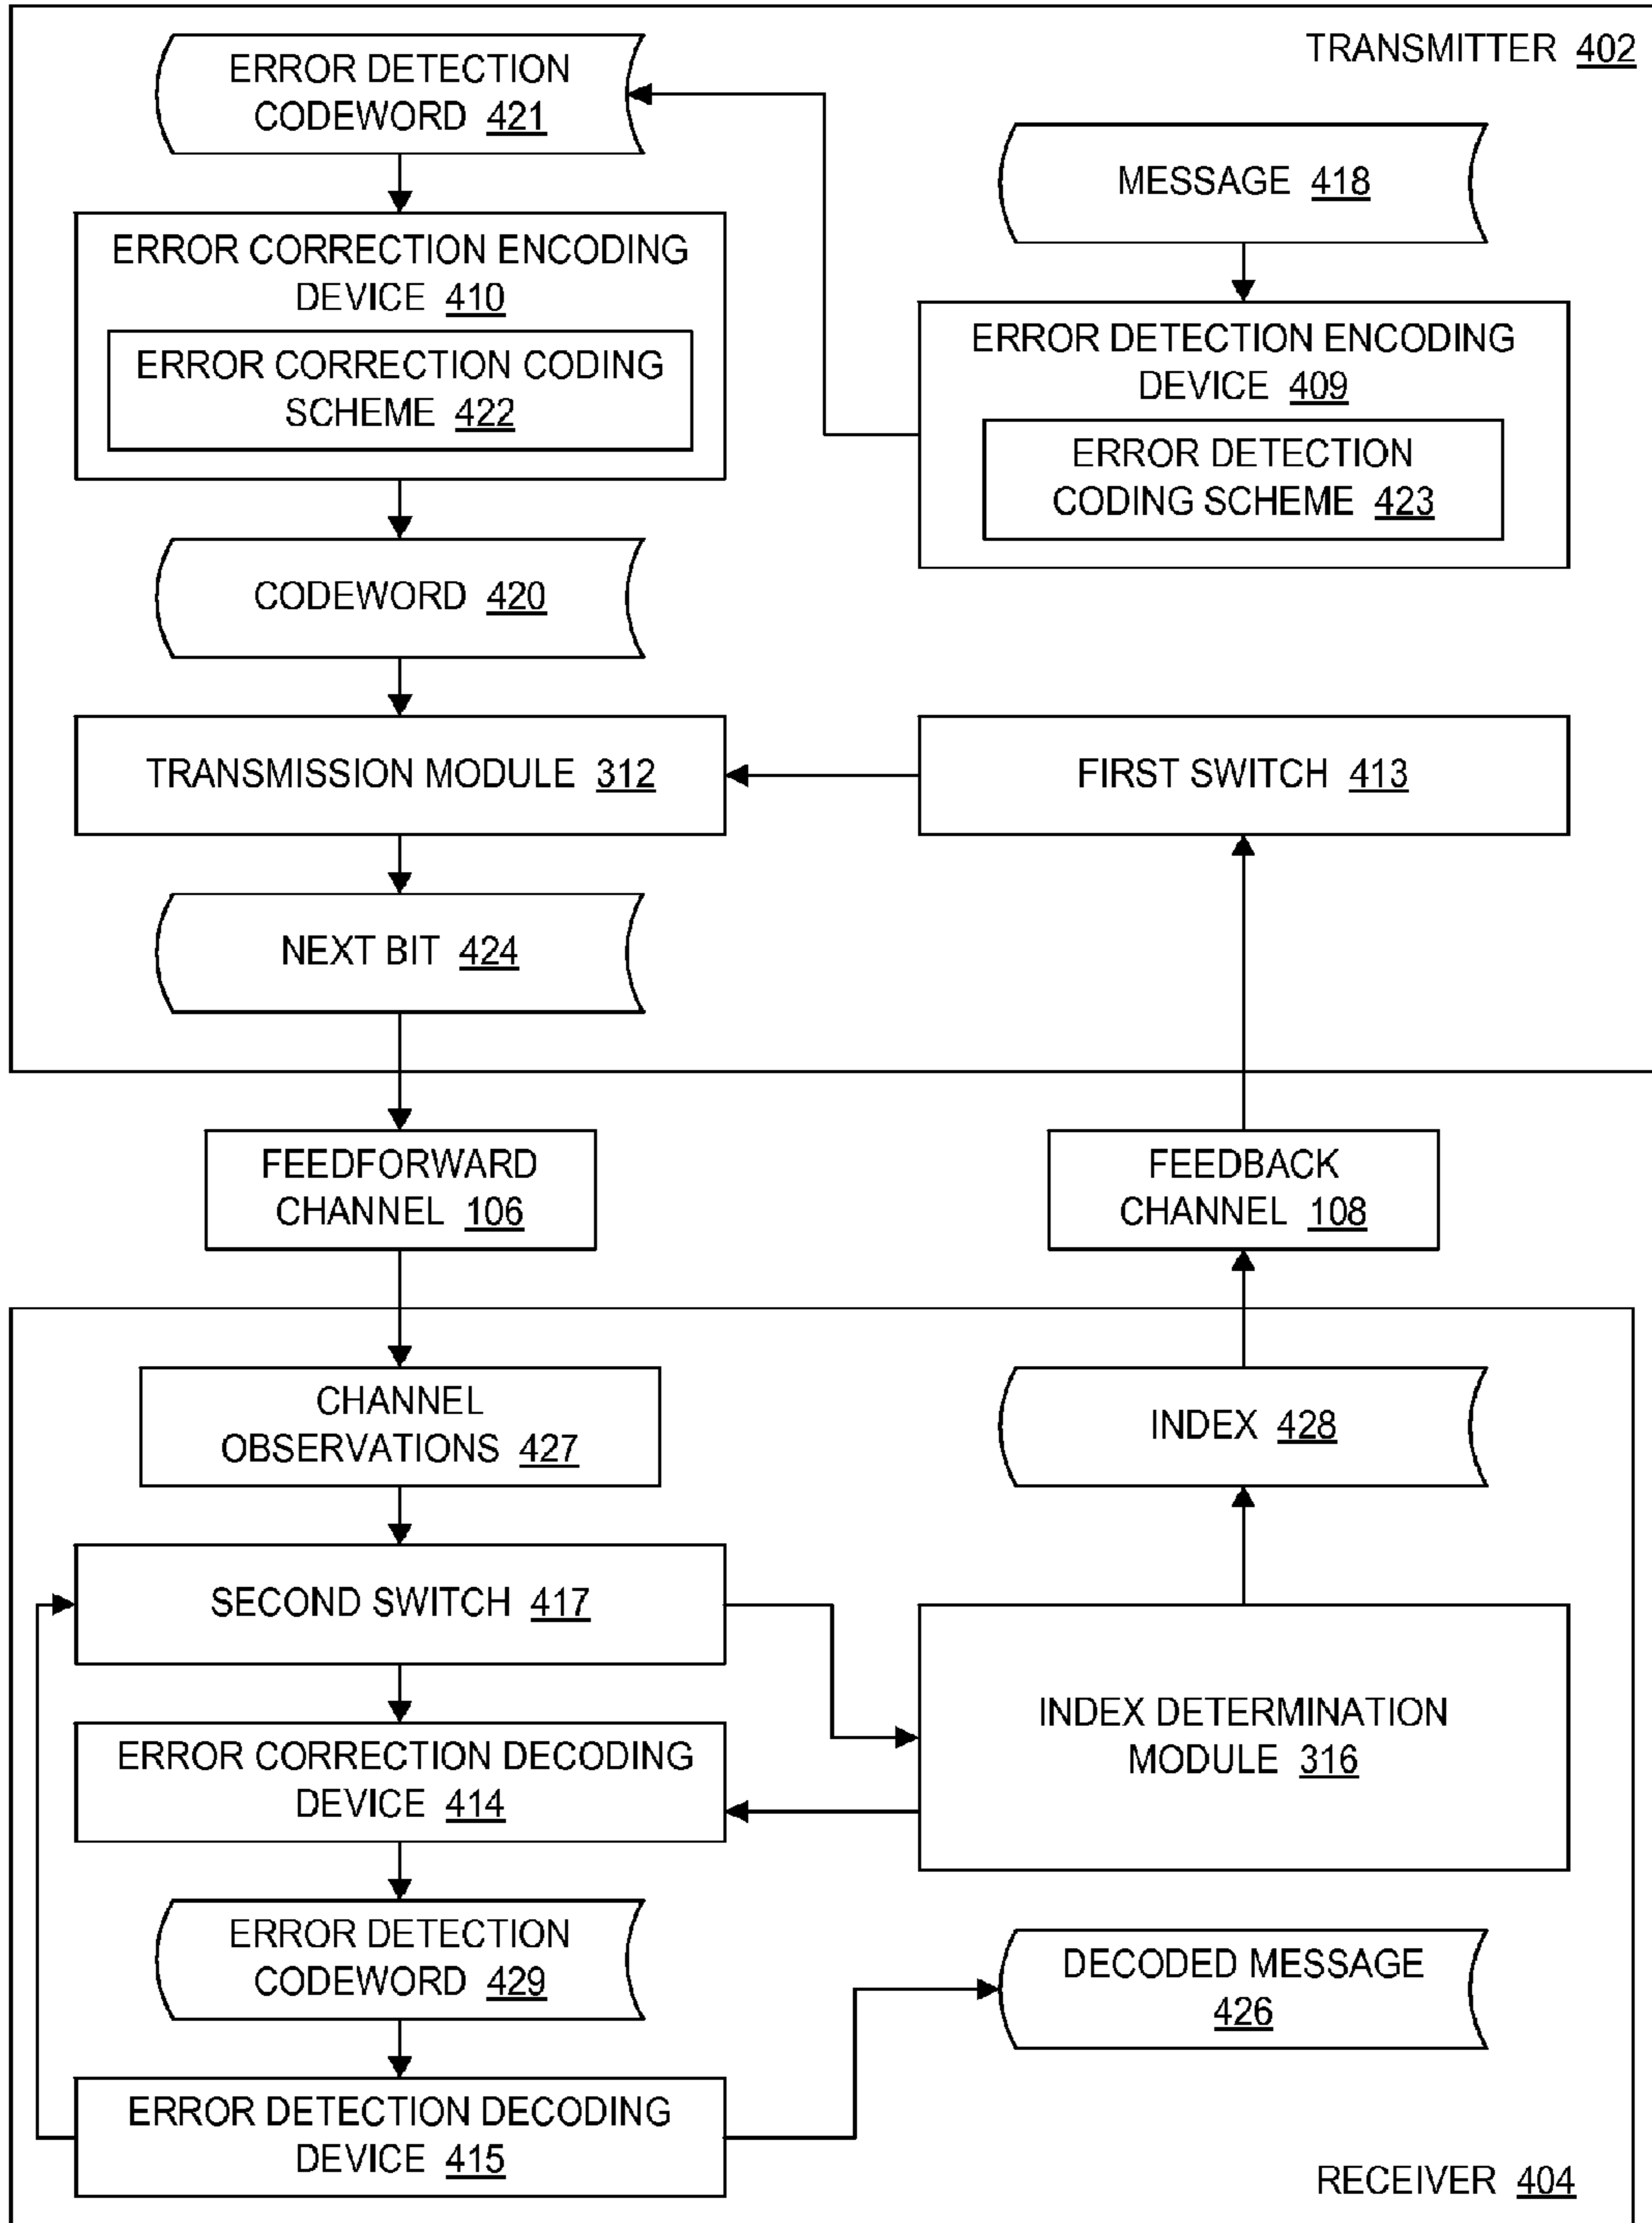 TRANSMITTER 402
ERROR DETECTION
CODEWORD 421
MESSAGE 418
ERROR CORRECTION ENCODING
DEVICE 410
ERROR CORRECTION CODING
SCHEME 422
ERROR DETECTION ENCODING
DEVICE 409
ERROR DETECTION
CODING SCHEME 423
CODEWORD 420
TRANSMISSION MODULE 312
FIRST SWITCH 413
NEXT BIT 424
FEEDFORWARD
CHANNEL 106
FEEDBACK
CHANNEL 108
CHANNEL
OBSERVATIONS 427
INDEX 428
SECOND SWITCH 417
INDEX DETERMINATION
MODULE 316
ERROR CORRECTION DECODING
DEVICE 414
ERROR DETECTION
CODEWORD 429
DECODED MESSAGE
426
ERROR DETECTION DECODING
DEVICE 415
RECEIVER 404